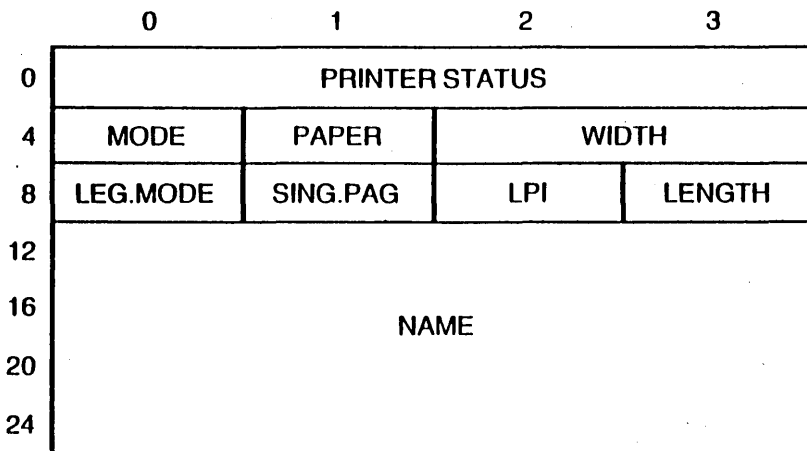 0 1 2 3
0 PRINTER STATUS
4 MODE PAPER WIDTH
8 LEG.MODE SING.PAG LPI LENGTH
12
16
NAME
20
24